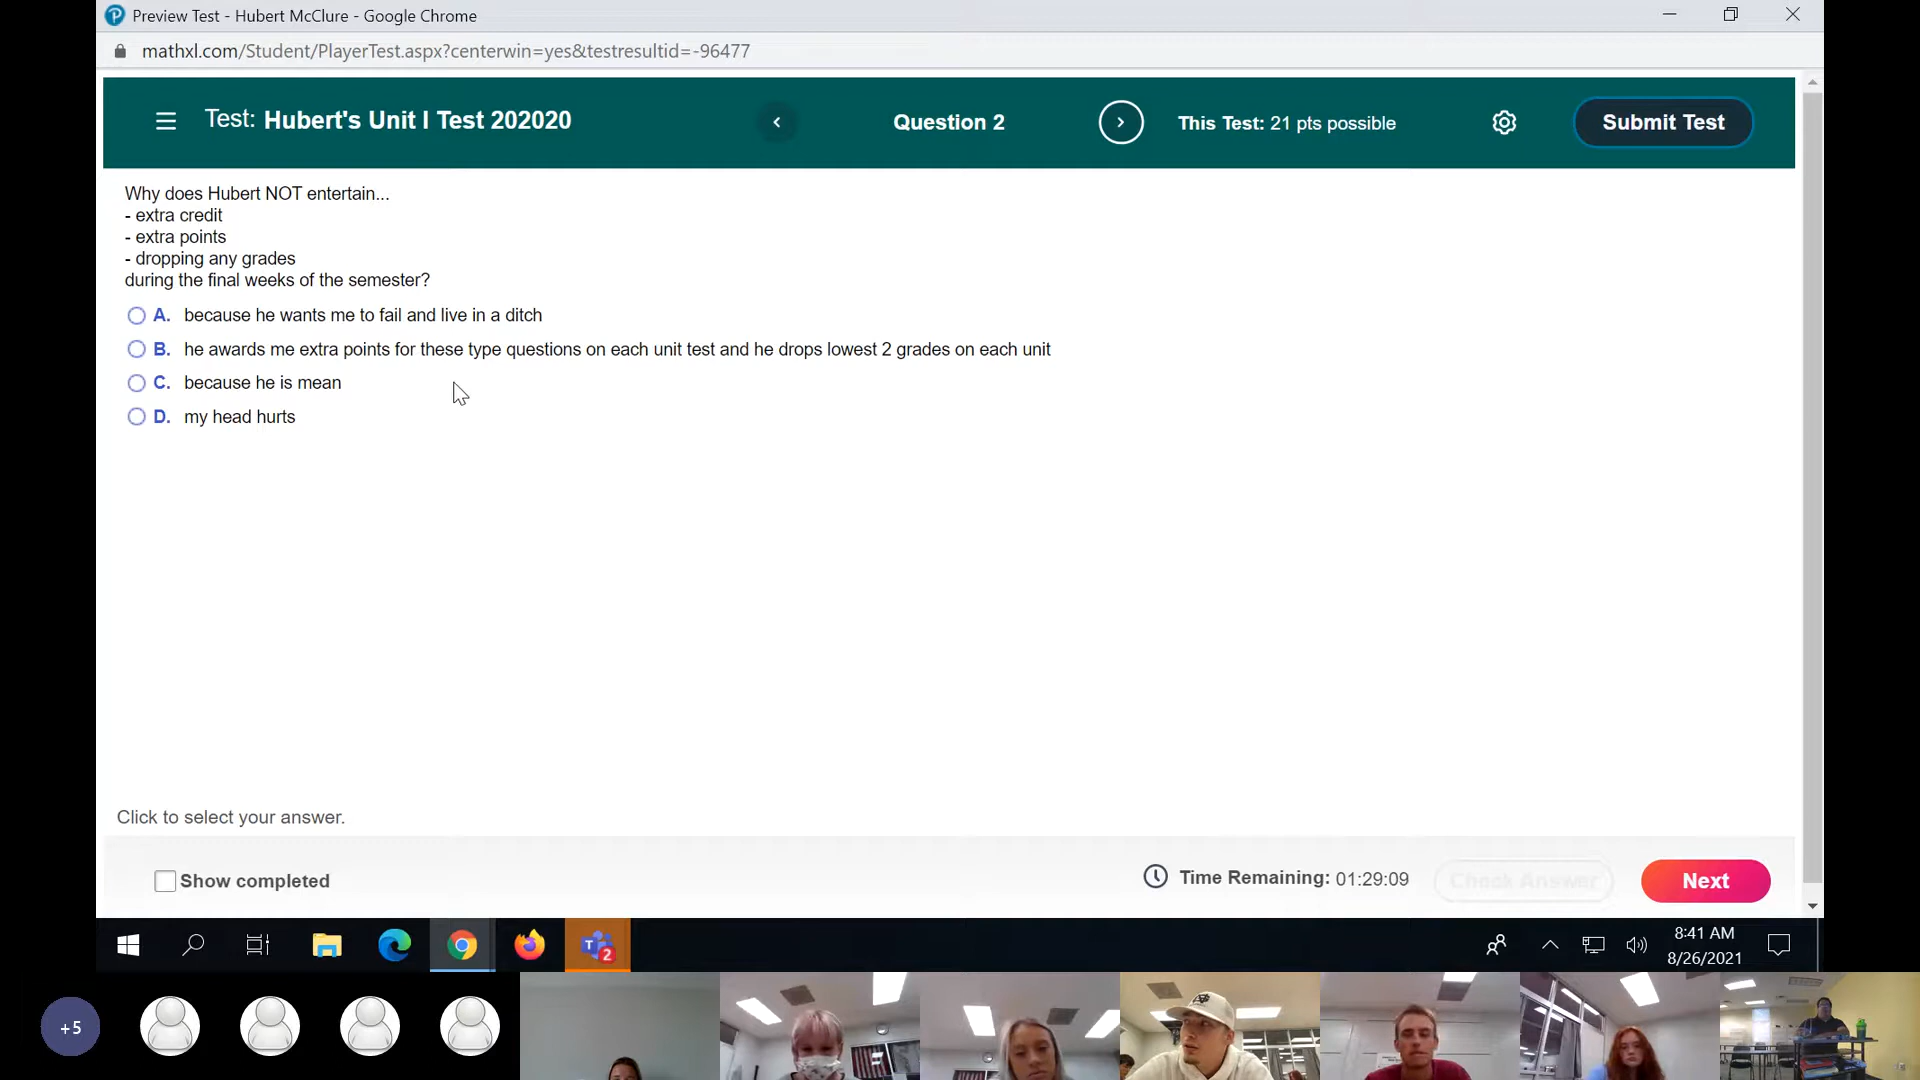 Preview Test - Hubert McClure - Google Chrome
mathxl.com/Student/PlayerTest.aspx?centerwin=yes&testresultid=-96477
Test: Hubert's Unit I Test 202020
Question 2
This Test: 21 pts possible
Submit Test
Why does Hubert NOT entertain...
- extra credit
- extra points
- dropping any grades
during the final weeks of the semester?
A. because he wants me to fail and live in a ditch
B. he awards me extra points for these type questions on each unit test and he drops lowest 2 grades on each unit
C. because he is mean
D. my head hurts
Click to select your answer.
Show completed
Time Remaining: 01:29:09
Check Answer
Next
T 2
8:41 AM
8/26/2021
+5